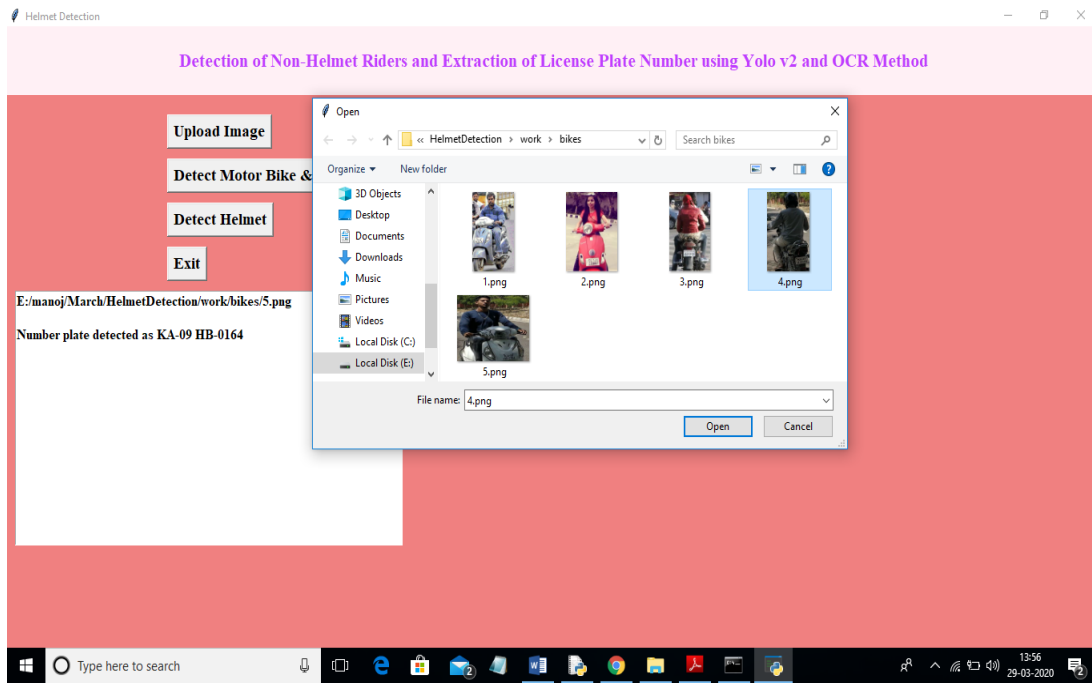 Helmet Detection
Detection of Non-Helmet Riders and Extraction of License Plate Number using Yolo v2 and OCR Method
Upload Image
Detect Motor Bike &
Detect Helmet
Exit
E:/manoj/March/HelmetDetection/work/bikes/5.png
Number plate detected as KA-09 HB-0164
Open
« HelmetDetection › work › bikes
Search bikes
Organize
New folder
3D Objects
Desktop
Documents
Downloads
Music
Pictures
Videos
Local Disk (C:)
Local Disk (E:)
1.png
2.png
3.png
4.png
5.png
File name: 4.png
Open
Cancel
Type here to search
2
13:56
29-03-2020
2